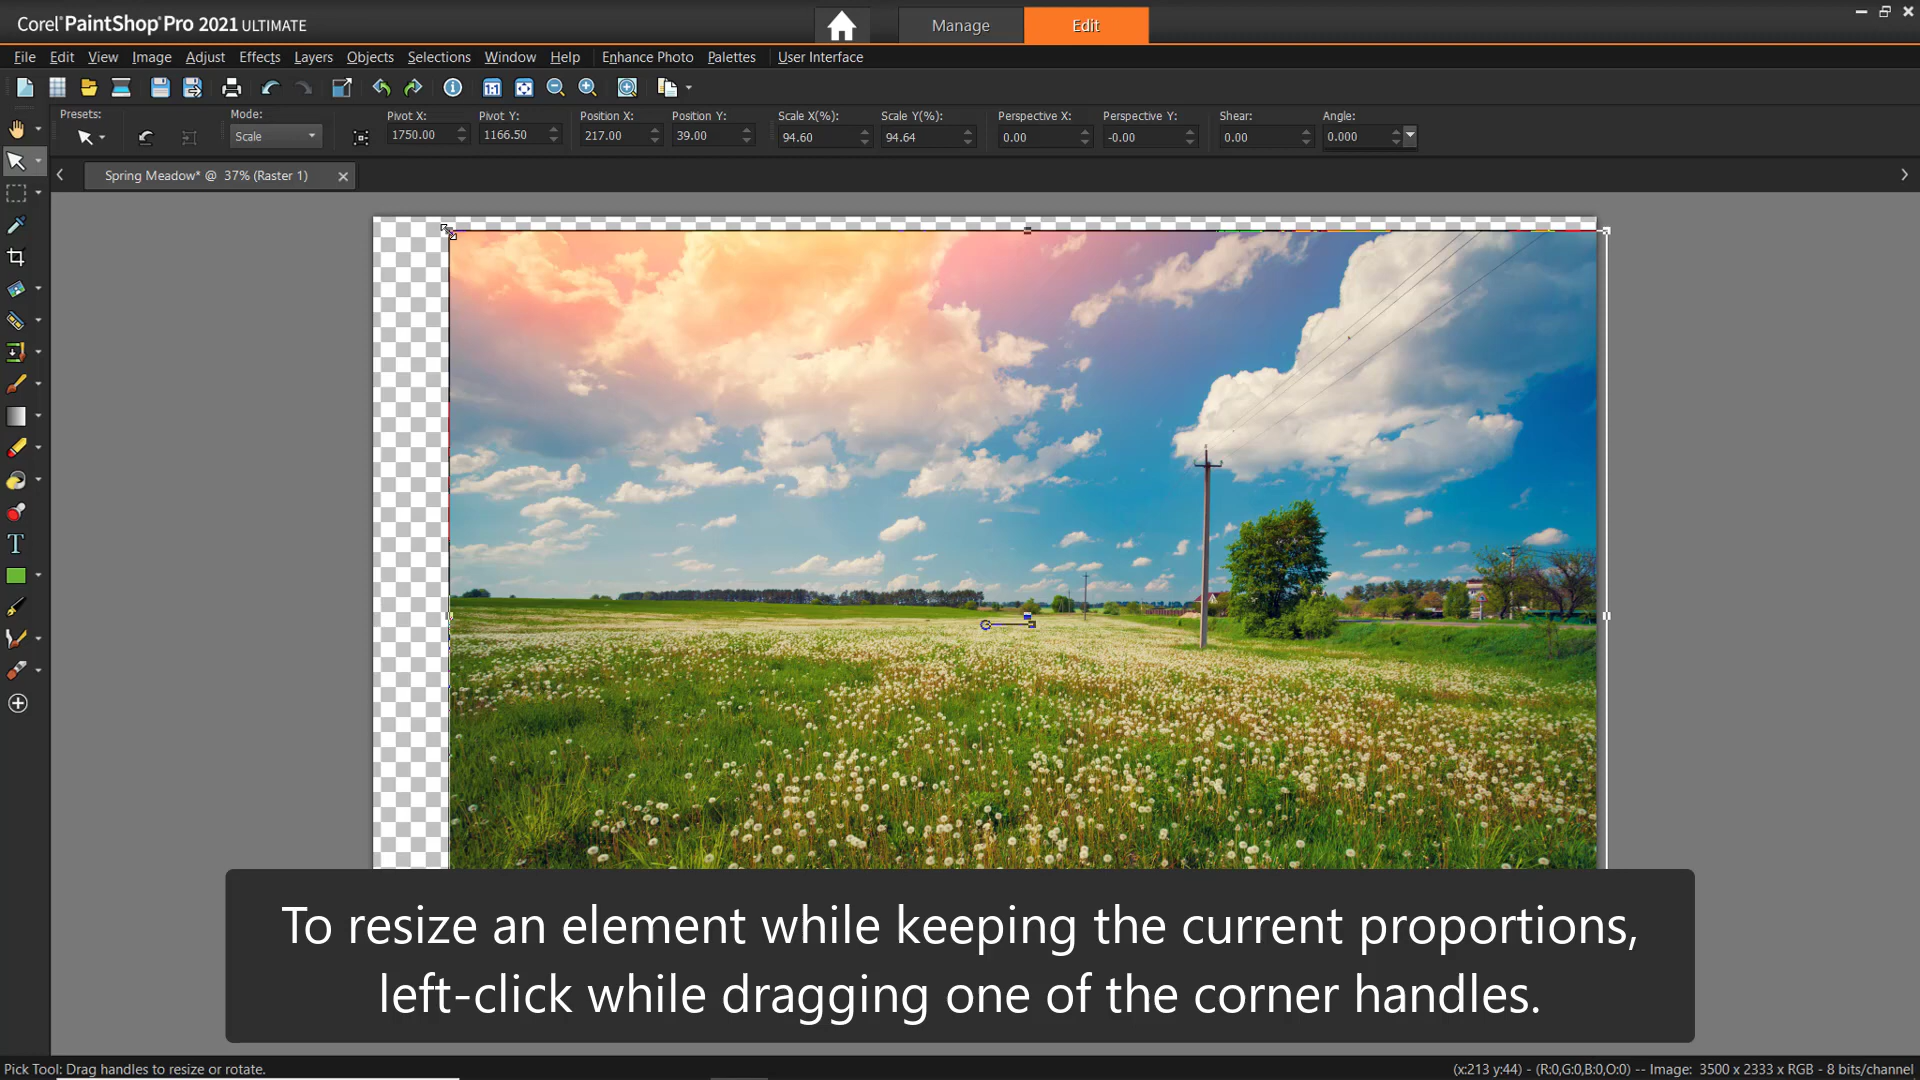 Corel® PaintShop® Pro 2021 ULTIMATE
Manage
Edit
File Edit View Image Adjust Effects Layers Objects Selections Window Help Enhance Photo Palettes User Interface
1:1
Presets: Mode: Pivot X: Pivot Y: Position X: Position Y: Scale X(%): Scale Y(%): Perspective X: Perspective Y: Shear: Angle:
Scale 1750.00 1166.50 217.00 39.00 94.60 94.64 0.00 -0.00 0.00 0.000
Spring Meadow* @ 37% (Raster 1)
T
To resize an element while keeping the current proportions,
left-click while dragging one of the corner handles.
Pick Tool: Drag handles to resize or rotate.
(x:213 y:44) - (R:0,G:0,B:0,O:0) -- Image: 3500 x 2333 x RGB - 8 bits/channel